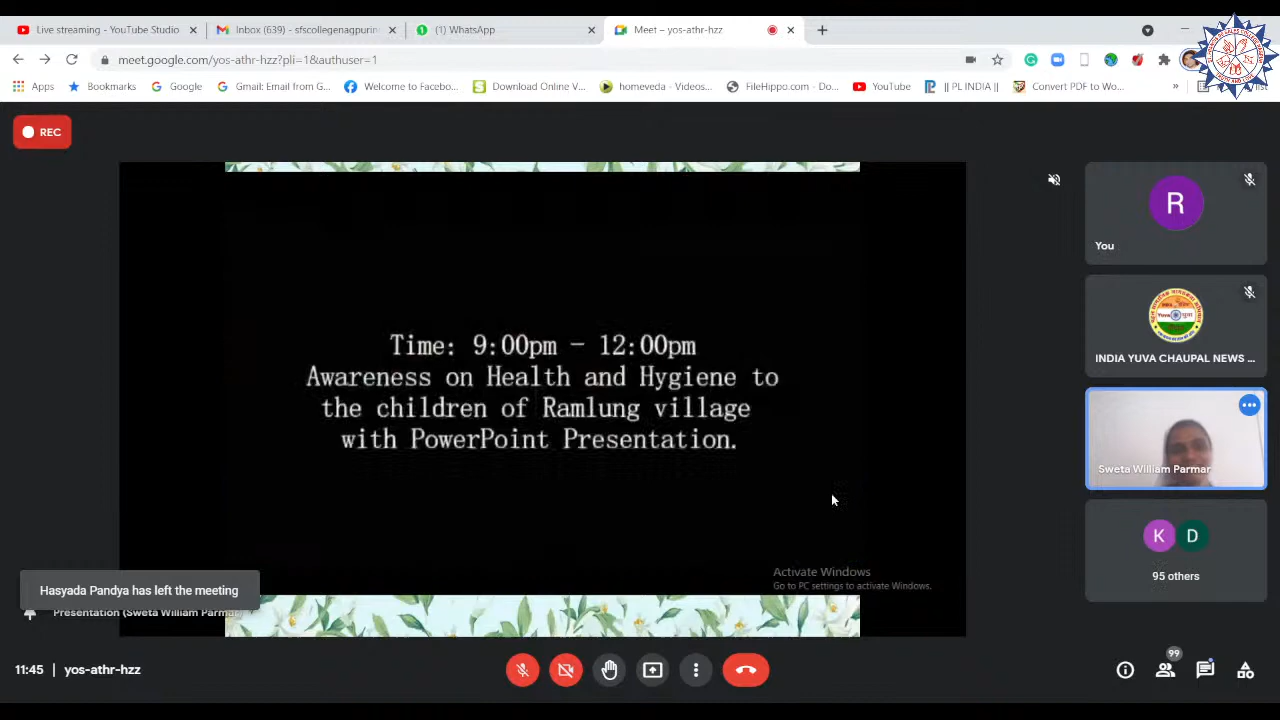 Live streaming - YouTube Studio
Inbox (639) - sfscollegenagpurin
(1) WhatsApp
Meet – yos-athr-hzz
meet.google.com/yos-athr-hzz?pli=1&authuser=1
Apps
Bookmarks
Google
Gmail: Email from G...
Welcome to Facebo...
Download Online V...
homeveda - Videos...
FileHippo.com - Do...
YouTube
|| PL INDIA ||
Convert PDF to Wo...
»
REC
R
You
INDIA YUVA CHAUPAL NEWS ...
Sweta William Parmar
K D
95 others
Time: 9:00pm – 12:00pm
Awareness on Health and Hygiene to
the children of Ramlung village
with PowerPoint Presentation.
Activate Windows
Go to PC settings to activate Windows.
Hasyada Pandya has left the meeting
Presentation (Sweta William Parmar
11:45 | yos-athr-hzz
99